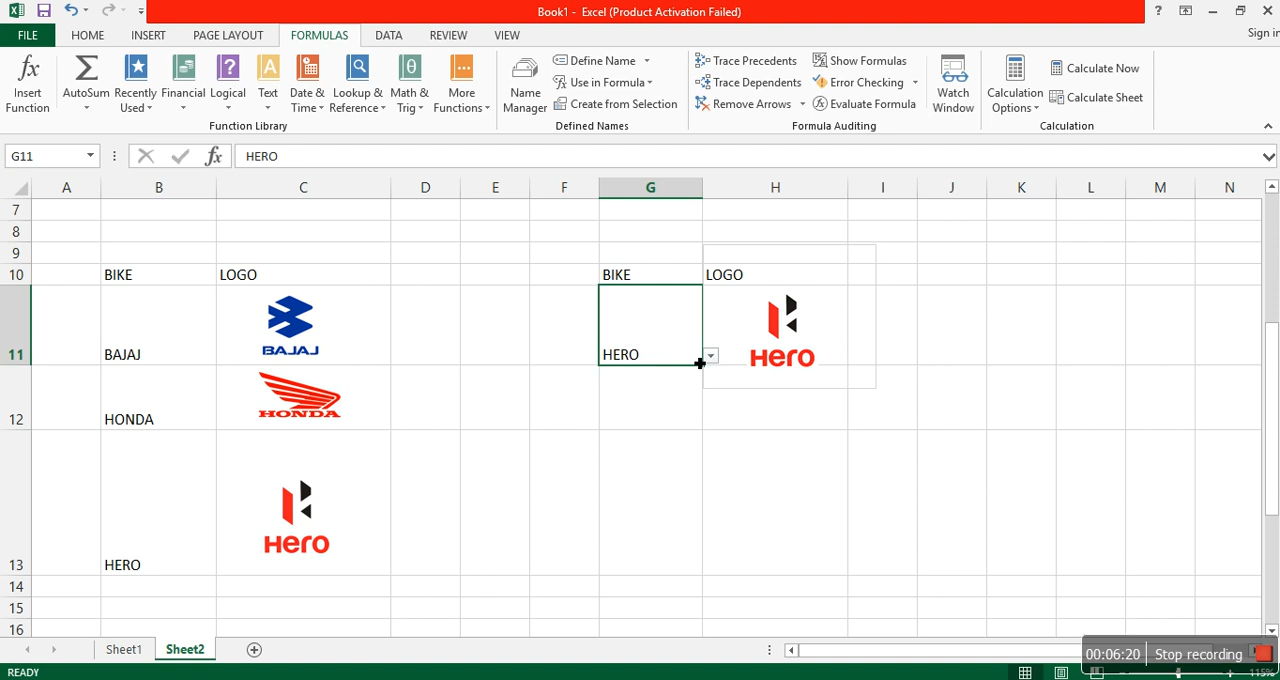 Book1 - Excel (Product Activation Failed)
?
FILE HOME INSERT PAGE LAYOUT FORMULAS DATA REVIEW VIEW
Sign in
fx Insert Function
Σ AutoSum
Recently Used
Financial
Logical
Text
Date & Time
Lookup & Reference
Math & Trig
More Functions
Function Library
Name Manager
Define Name
Use in Formula
Create from Selection
Defined Names
Trace Precedents
Trace Dependents
Remove Arrows
Show Formulas
Error Checking
Evaluate Formula
Formula Auditing
Watch Window
Calculation Options
Calculate Now
Calculate Sheet
Calculation
G11 fx HERO
A B C D E F G H I J K L M N
7
8
9
10 BIKE LOGO BIKE LOGO
BAJAJ
11 BAJAJ HERO Hero
HONDA
12 HONDA
Hero
13 HERO
14
15
16
Sheet1 Sheet2
00:06:20 Stop recording
READY 115%